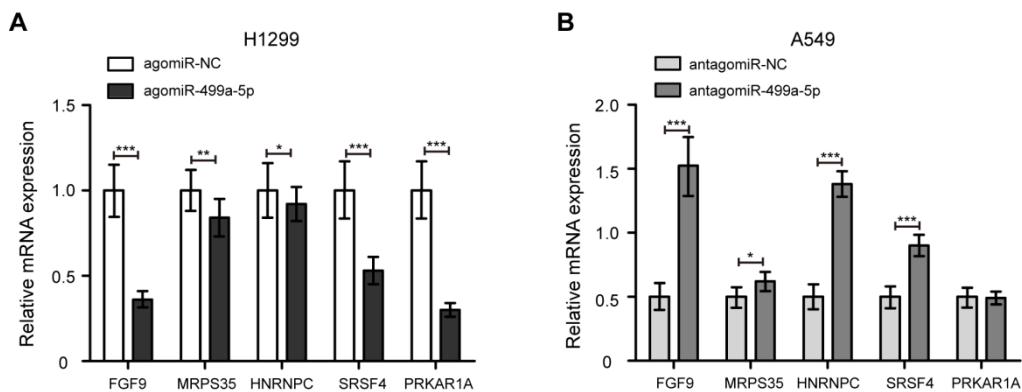 A
H1299
agomiR-NC
agomiR-499a-5p
Relative mRNA expression
1.5
1.0
0.5
0
***
**
*
***
***
FGF9 MRPS35 HNRNPC SRSF4 PRKAR1A
B
A549
antagomiR-NC
antagomiR-499a-5p
Relative mRNA expression
2.0
1.5
1.0
0.5
0
***
*
***
***
FGF9 MRPS35 HNRNPC SRSF4 PRKAR1A